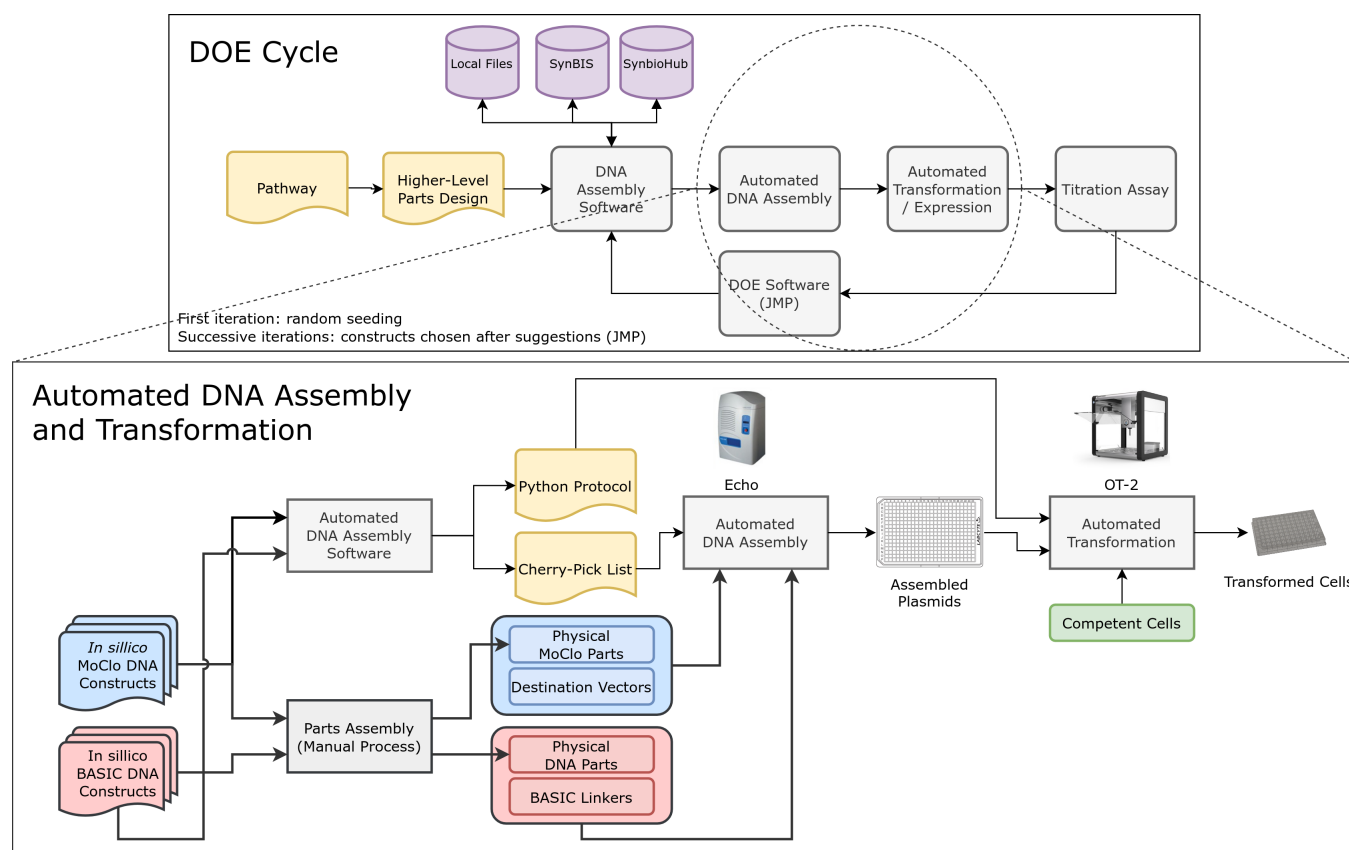 DOE Cycle
Local Files
SynBIS
SynbioHub
Pathway
Higher-Level
Parts Design
DNA
Assembly
Software
Automated
DNA Assembly
Automated
Transformation
/ Expression
Titration Assay
DOE Software
(JMP)
First iteration: random seeding
Successive iterations: constructs chosen after suggestions (JMP)
Automated DNA Assembly
and Transformation
Python Protocol
Echo
OT-2
Automated
DNA Assembly
Software
Cherry-Pick List
Automated
DNA Assembly
Assembled
Plasmids
Automated
Transformation
Transformed Cells
Competent Cells
In sillico
MoClo DNA
Constructs
Physical
MoClo Parts
Destination Vectors
Parts Assembly
(Manual Process)
In sillico
BASIC DNA
Constructs
Physical
DNA Parts
BASIC Linkers